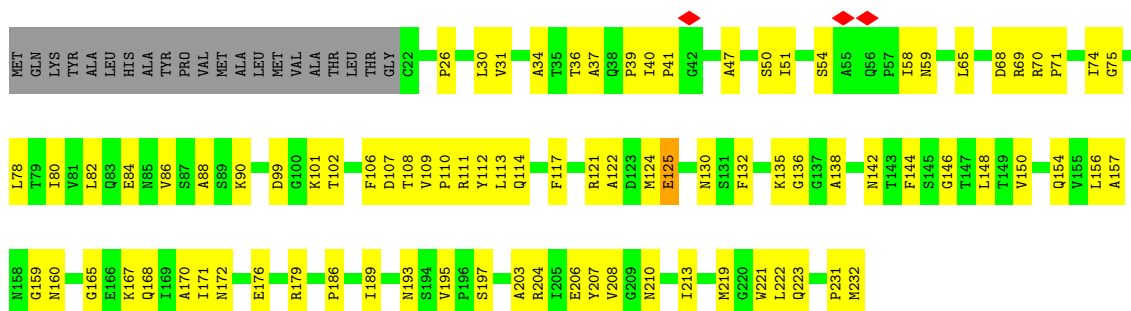 MET GLN LYS TYR ALA LEU HIS ALA TYR PRO VAL MET ALA LEU MET VAL ALA THR LEU THR GLY C22 P26 L30 V31 A34 T35 T36 A37 Q38 P39 I40 P41 G42 A47 S50 I51 S54 A55 Q56 P57 I58 N59 L65 D68 R69 R70 P71 I74 G75
L78 T79 I80 V81 L82 Q83 E84 N85 V86 S87 A88 S89 K90 D99 G100 K101 T102 F106 D107 T108 V109 P110 R111 Y112 L113 Q114 F117 R121 A122 D123 M124 E125 N130 S131 F132 K135 G136 G137 A138 N142 T143 F144 S145 G146 T147 L148 T149 V150 Q154 V155 L156 A157
N158 G159 N160 G165 E166 K167 Q168 I169 A170 I171 N172 E176 R179 P186 I189 N193 S194 V195 P196 S197 A203 R204 I205 E206 Y207 V208 G209 N210 I213 M219 G220 W221 L222 Q223 P231 M232